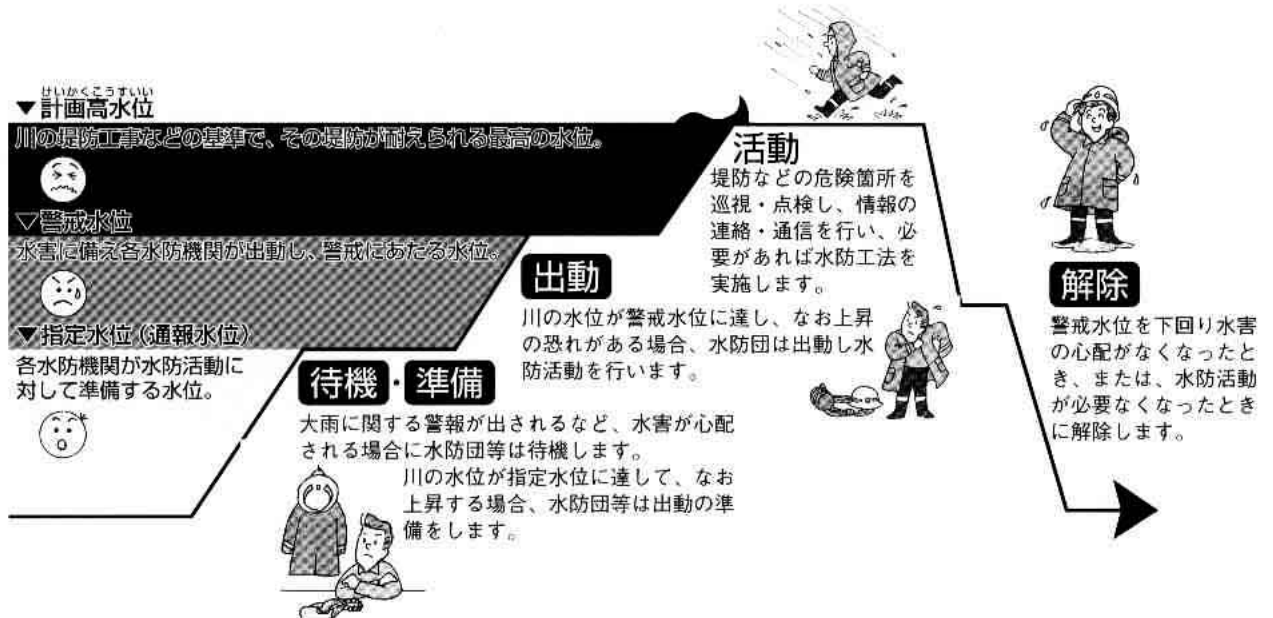 けいかくこうすいい
▼計画高水位
川の堤防工事などの基準で、その堤防が耐えられる最高の水位。
▽警戒水位
水害に備え各水防機関が出動し、警戒にあたる水位。
▼指定水位（通報水位）
各水防機関が水防活動に
対して準備する水位。
待機・準備
大雨に関する警報が出されるなど、水害が心配
される場合に水防団等は待機します。
川の水位が指定水位に達して、なお
上昇する場合、水防団等は出動の準
備をします。
出動
川の水位が警戒水位に達し、なお上昇
の恐れがある場合、水防団は出動し水
防活動を行います。
活動
堤防などの危険箇所を
巡視・点検し、情報の
連絡・通信を行い、必
要があれば水防工法を
実施します。
解除
警戒水位を下回り水害
の心配がなくなったと
き、または、水防活動
が必要なくなったとき
に解除します。